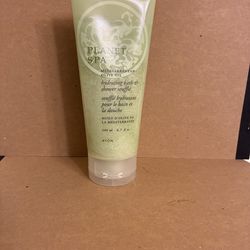 PLANET
SPA
MEDITERRANEAN
OLIVE OIL
hydrating bath &
shower soufflé
soufflé hydratant
pour le bain et
la douche
HUILE D'OLIVE DE
LA MÉDITERRANÉE
200 ml e 6.7 fl. oz.
AVON